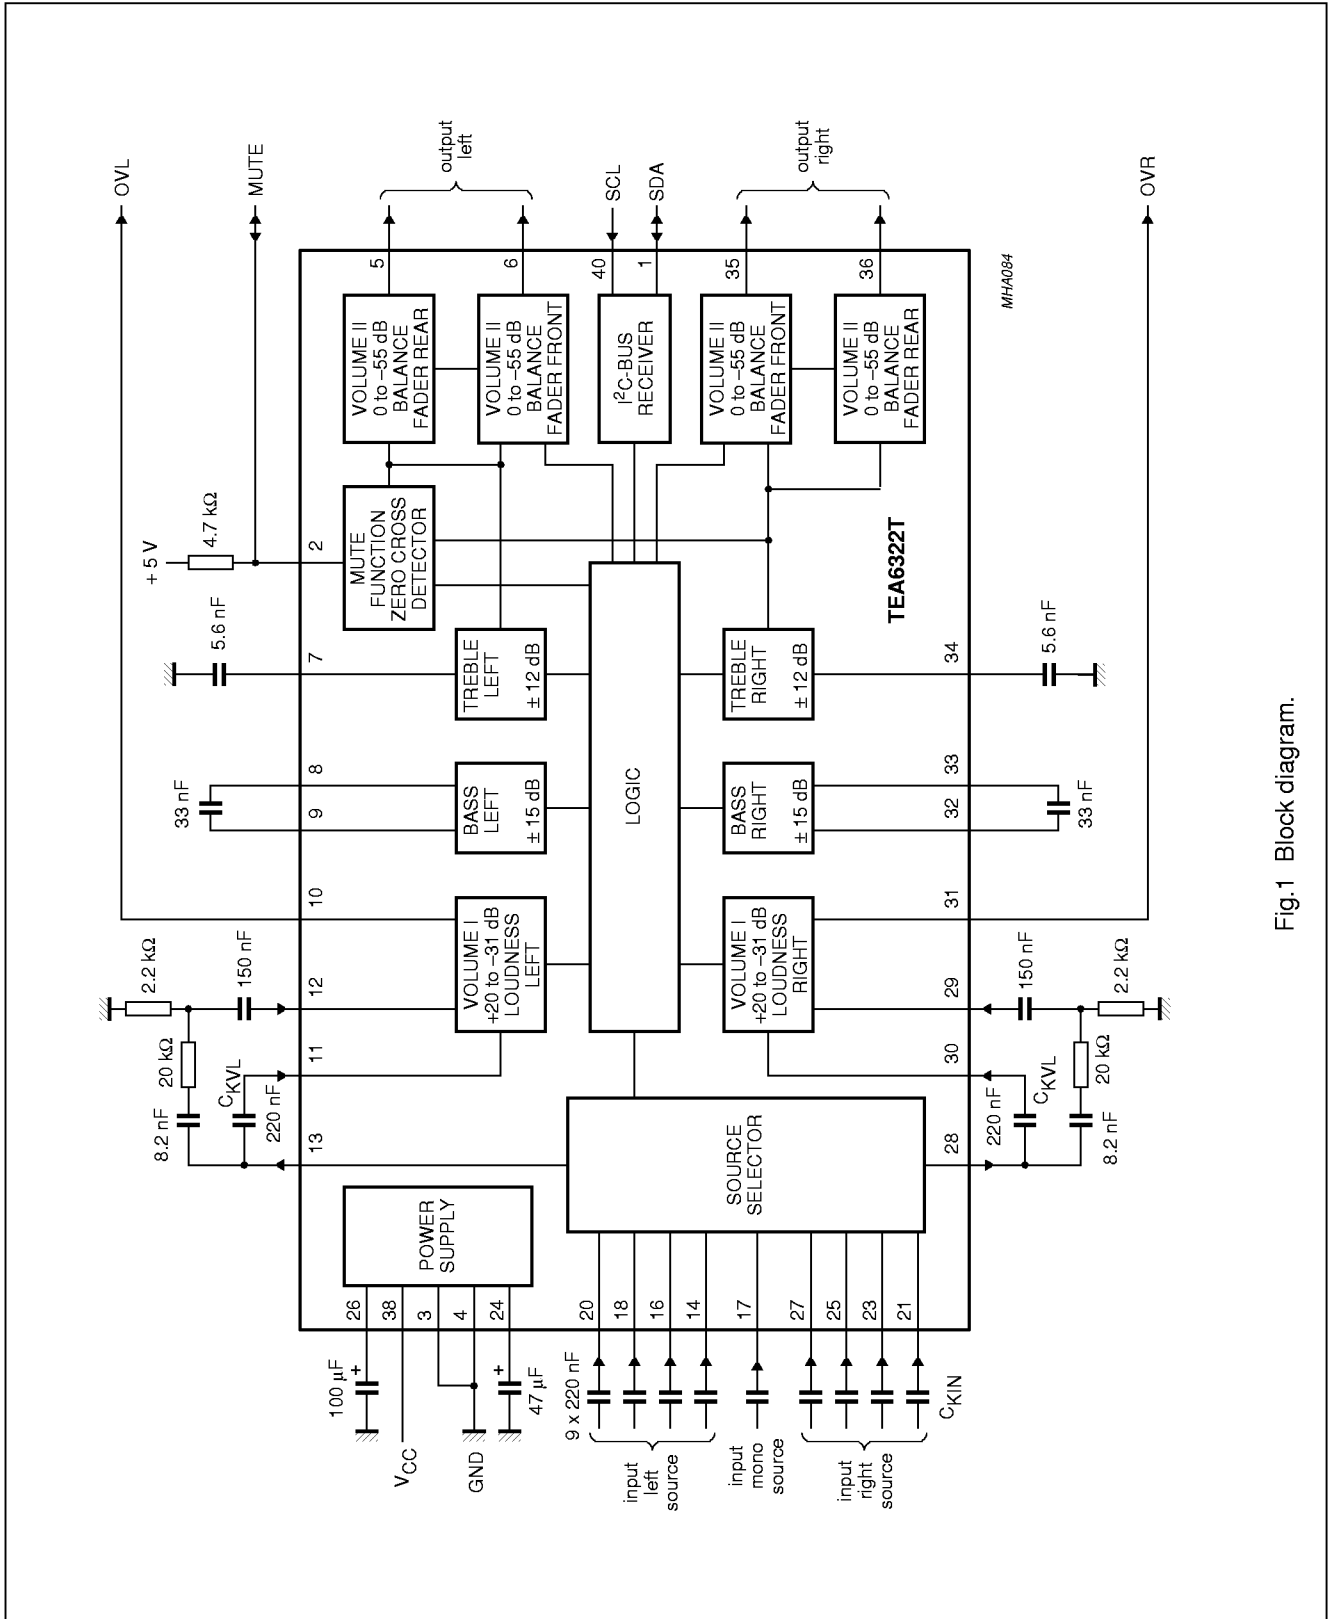 OVL
MUTE
output
left
SCL
SDA
output
right
OVR
5
6
40
1
35
36
MHA084
VOLUME II
0 to –55 dB
BALANCE
FADER REAR
VOLUME II
0 to –55 dB
BALANCE
FADER FRONT
I²C-BUS
RECEIVER
VOLUME II
0 to –55 dB
BALANCE
FADER FRONT
VOLUME II
0 to –55 dB
BALANCE
FADER REAR
+ 5 V
4.7 kΩ
2
MUTE
FUNCTION
ZERO CROSS
DETECTOR
TEA6322T
5.6 nF
7
TREBLE
LEFT
± 12 dB
TREBLE
RIGHT
± 12 dB
34
5.6 nF
33 nF
8
9
BASS
LEFT
± 15 dB
LOGIC
BASS
RIGHT
± 15 dB
33
32
33 nF
10
2.2 kΩ
150 nF
12
VOLUME I
+20 to –31 dB
LOUDNESS
LEFT
VOLUME I
+20 to –31 dB
LOUDNESS
RIGHT
31
29
150 nF
2.2 kΩ
20 kΩ
CKVL
11
30
CKVL
20 kΩ
8.2 nF
220 nF
13
28
220 nF
8.2 nF
POWER
SUPPLY
SOURCE
SELECTOR
26
38
3
4
24
20
18
16
14
17
27
25
23
21
100 µF
+
VCC
GND
+
47 µF
9 x 220 nF
CKIN
input
left
source
input
mono
source
input
right
source
Fig.1 Block diagram.